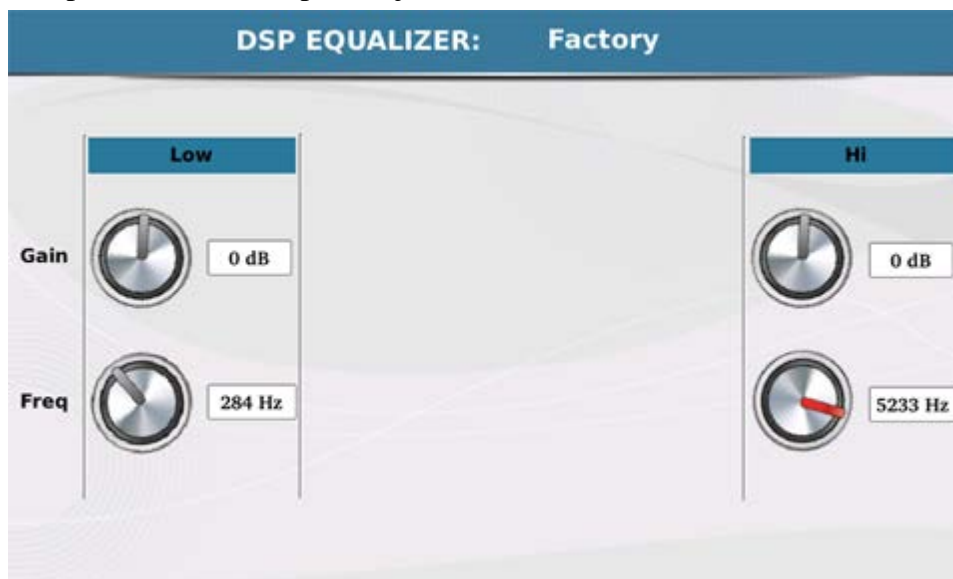 DSP EQUALIZER: Factory
Low Hi
Gain 0 dB 0 dB
Freq 284 Hz 5233 Hz